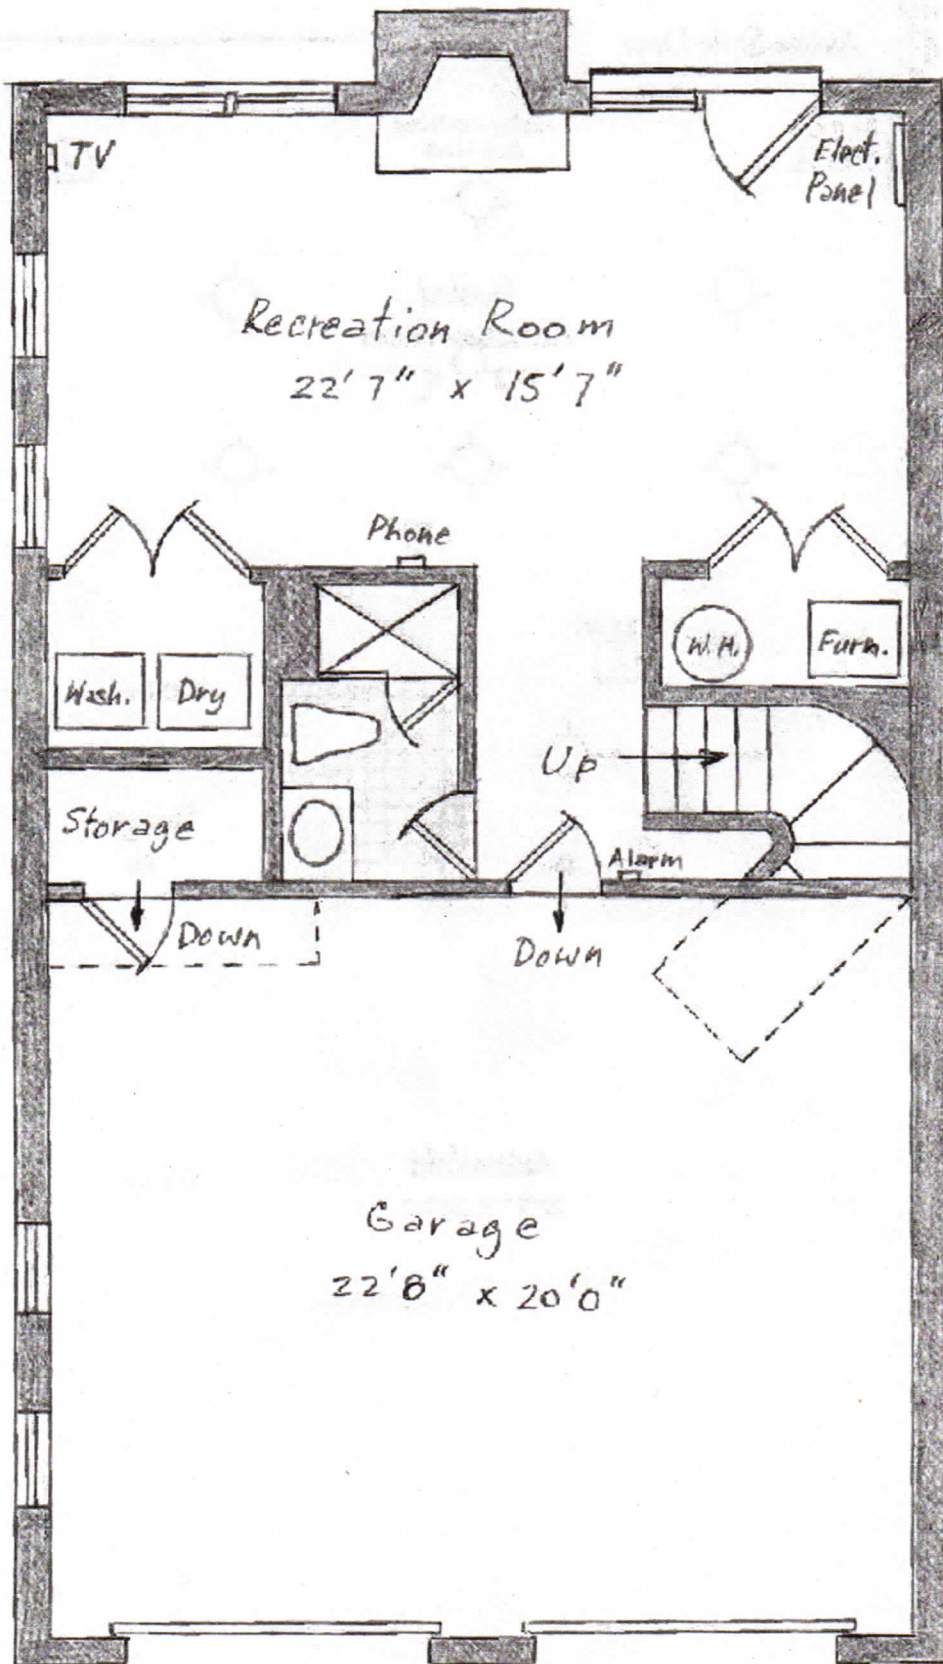 TV
Elect.
Panel
Recreation Room
22'7" x 15'7"
Phone
W.H.
Furn.
Wash.
Dry
Up
Storage
Alarm
Down
Down
Garage
22'8" x 20'0"